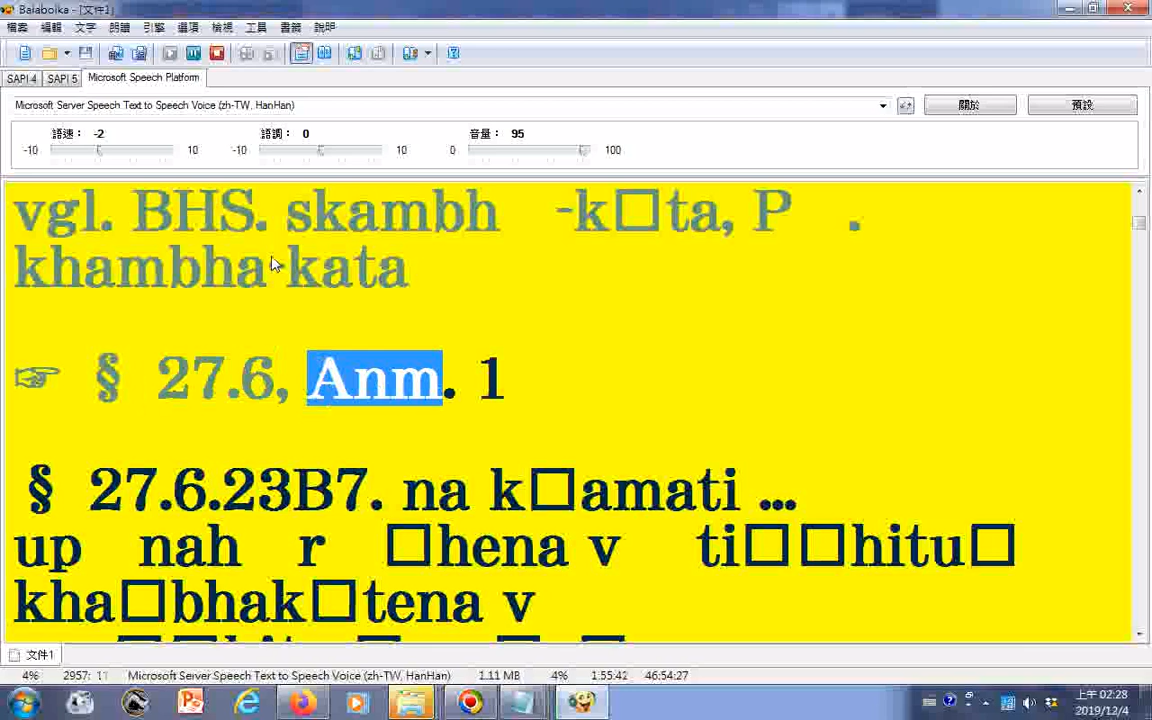 Balabolka - [文件1]
檔案 編輯 文字 朗讀 引擎 選項 檢視 工具 書籤 說明
SAPI 4 SAPI 5 Microsoft Speech Platform
Microsoft Server Speech Text to Speech Voice (zh-TW, HanHan) 關於 預設
語速： -2 語調： 0 音量： 95
-10 10 -10 10 0 100
vgl. BHS. skambh -k□ta, P .
khambha-kata
☞ § 27.6, Anm. 1
§ 27.6.23B7. na k□amati ...
up nah r □hena v ti□□hitu□
kha□bhak□tena v
文件1
4% 2957: 1 Microsoft Server Speech Text to Speech Voice (zh-TW, HanHan) 1.11 MB 4% 1:55:42 46:54:27
上午 02:28
2019/12/4